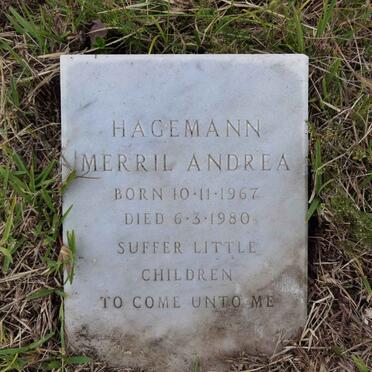 HAGEMANN
MERRIL ANDREA
BORN 10·11·1967
DIED 6·3·1980
SUFFER LITTLE
CHILDREN
TO COME UNTO ME